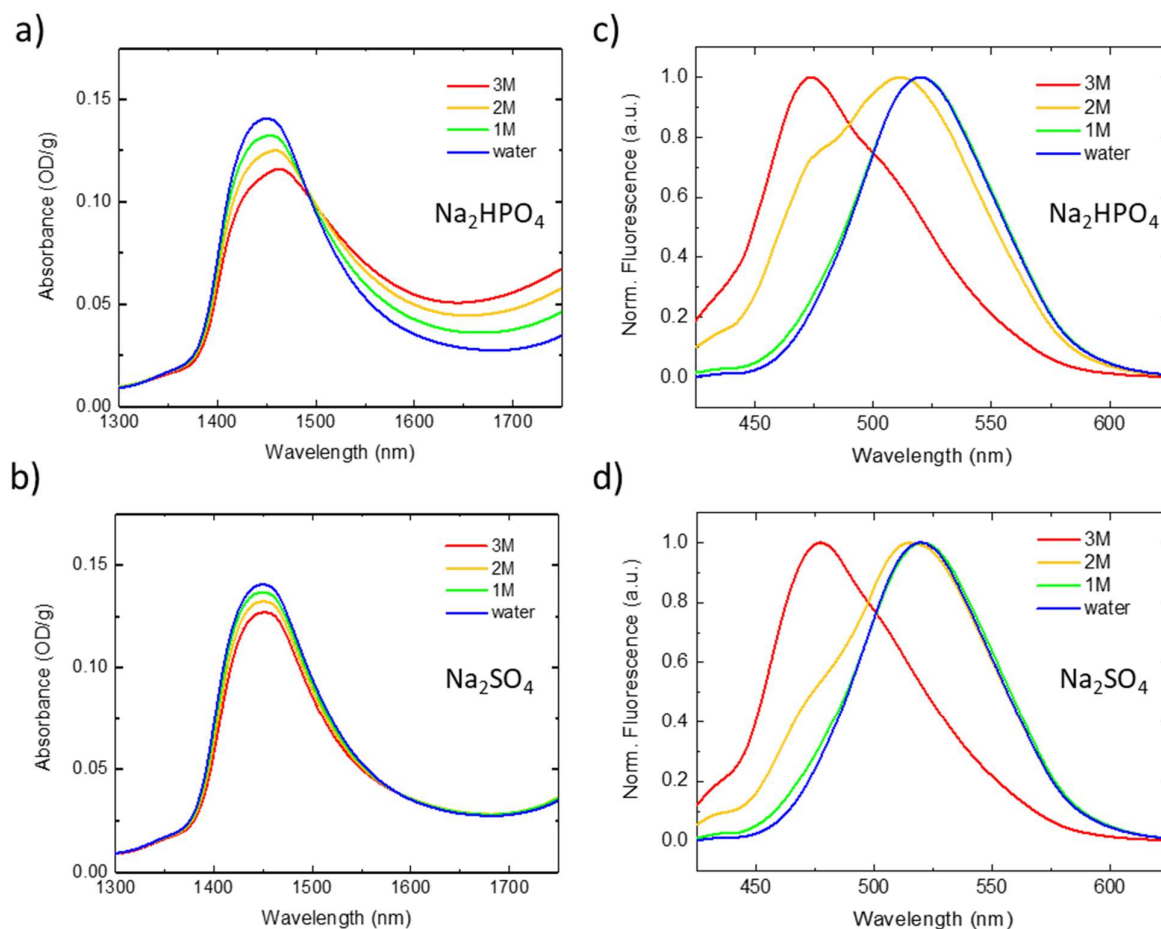 a)
Absorbance (OD/g)
0.15
0.10
0.05
0.00
1300 1400 1500 1600 1700
Wavelength (nm)
3M
2M
1M
water
Na₂HPO₄
c)
Norm. Fluorescence (a.u.)
1.0
0.8
0.6
0.4
0.2
0.0
450 500 550 600
Wavelength (nm)
3M
2M
1M
water
Na₂HPO₄
b)
Absorbance (OD/g)
0.15
0.10
0.05
0.00
1300 1400 1500 1600 1700
Wavelength (nm)
3M
2M
1M
water
Na₂SO₄
d)
Norm. Fluorescence (a.u.)
1.0
0.8
0.6
0.4
0.2
0.0
450 500 550 600
Wavelength (nm)
3M
2M
1M
water
Na₂SO₄